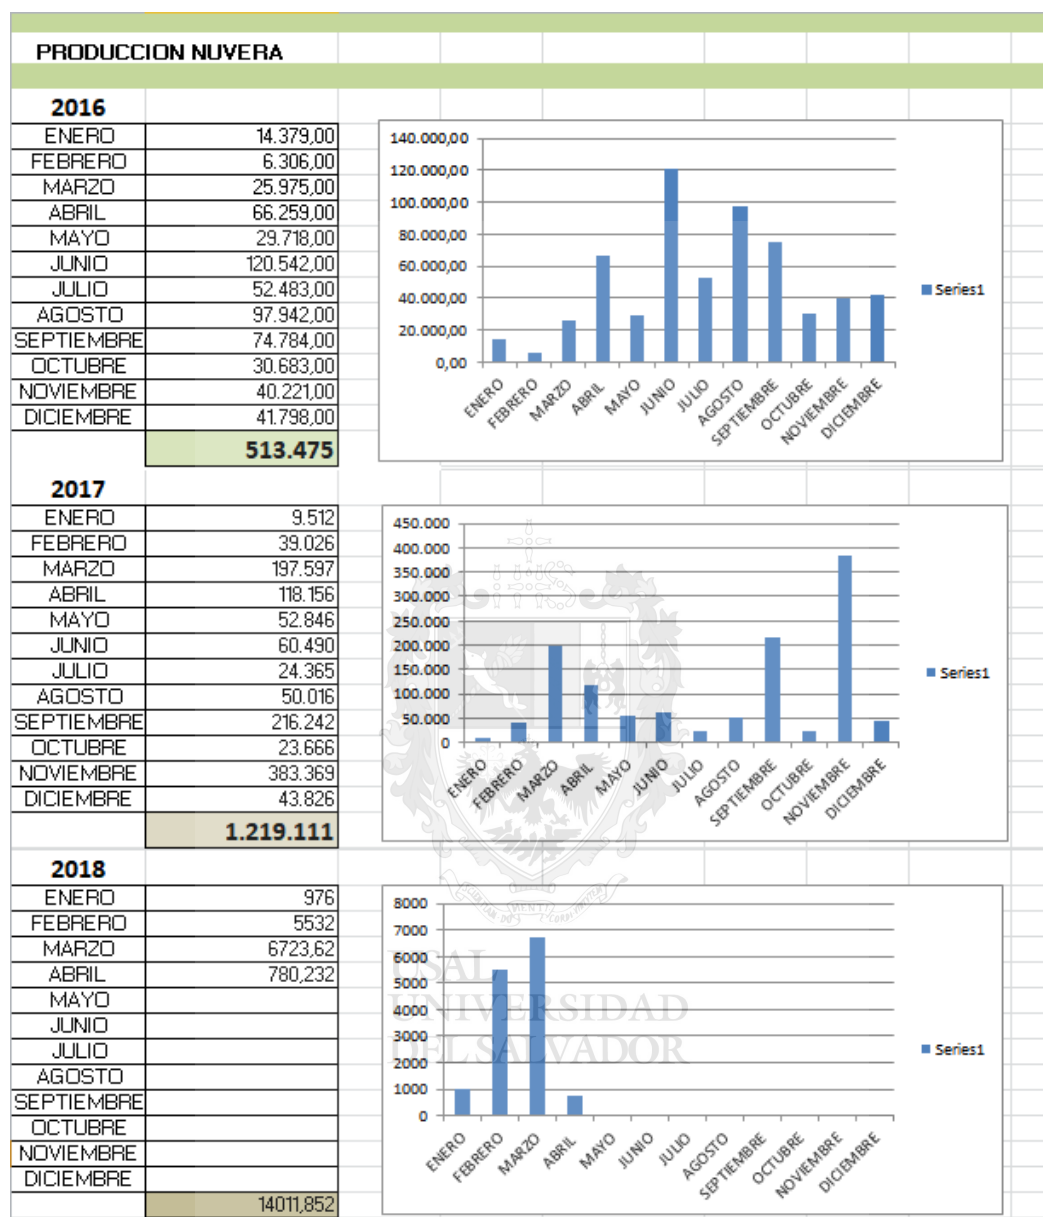 PRODUCCION NUVERA
2016
ENERO 14.379,00
FEBRERO 6.306,00
MARZO 25.975,00
ABRIL 66.259,00
MAYO 29.718,00
JUNIO 120.542,00
JULIO 52.483,00
AGOSTO 97.942,00
SEPTIEMBRE 74.784,00
OCTUBRE 30.683,00
NOVIEMBRE 40.221,00
DICIEMBRE 41.798,00
513.475
140.000,00
120.000,00
100.000,00
80.000,00
60.000,00
40.000,00
20.000,00
0,00
ENERO
FEBRERO
MARZO
ABRIL
MAYO
JUNIO
JULIO
AGOSTO
SEPTIEMBRE
OCTUBRE
NOVIEMBRE
DICIEMBRE
Series1
2017
ENERO 9.512
FEBRERO 39.026
MARZO 197.597
ABRIL 118.156
MAYO 52.846
JUNIO 60.490
JULIO 24.365
AGOSTO 50.016
SEPTIEMBRE 216.242
OCTUBRE 23.666
NOVIEMBRE 383.369
DICIEMBRE 43.826
1.219.111
450.000
400.000
350.000
300.000
250.000
200.000
150.000
100.000
50.000
0
ENERO
FEBRERO
MARZO
ABRIL
MAYO
JUNIO
JULIO
AGOSTO
SEPTIEMBRE
OCTUBRE
NOVIEMBRE
DICIEMBRE
Series1
2018
ENERO 976
FEBRERO 5532
MARZO 6723,62
ABRIL 780,232
MAYO
JUNIO
JULIO
AGOSTO
SEPTIEMBRE
OCTUBRE
NOVIEMBRE
DICIEMBRE
14011,852
8000
7000
6000
5000
4000
3000
2000
1000
0
ENERO
FEBRERO
MARZO
ABRIL
MAYO
JUNIO
JULIO
AGOSTO
SEPTIEMBRE
OCTUBRE
NOVIEMBRE
DICIEMBRE
Series1
USAL
UNIVERSIDAD
DEL SALVADOR